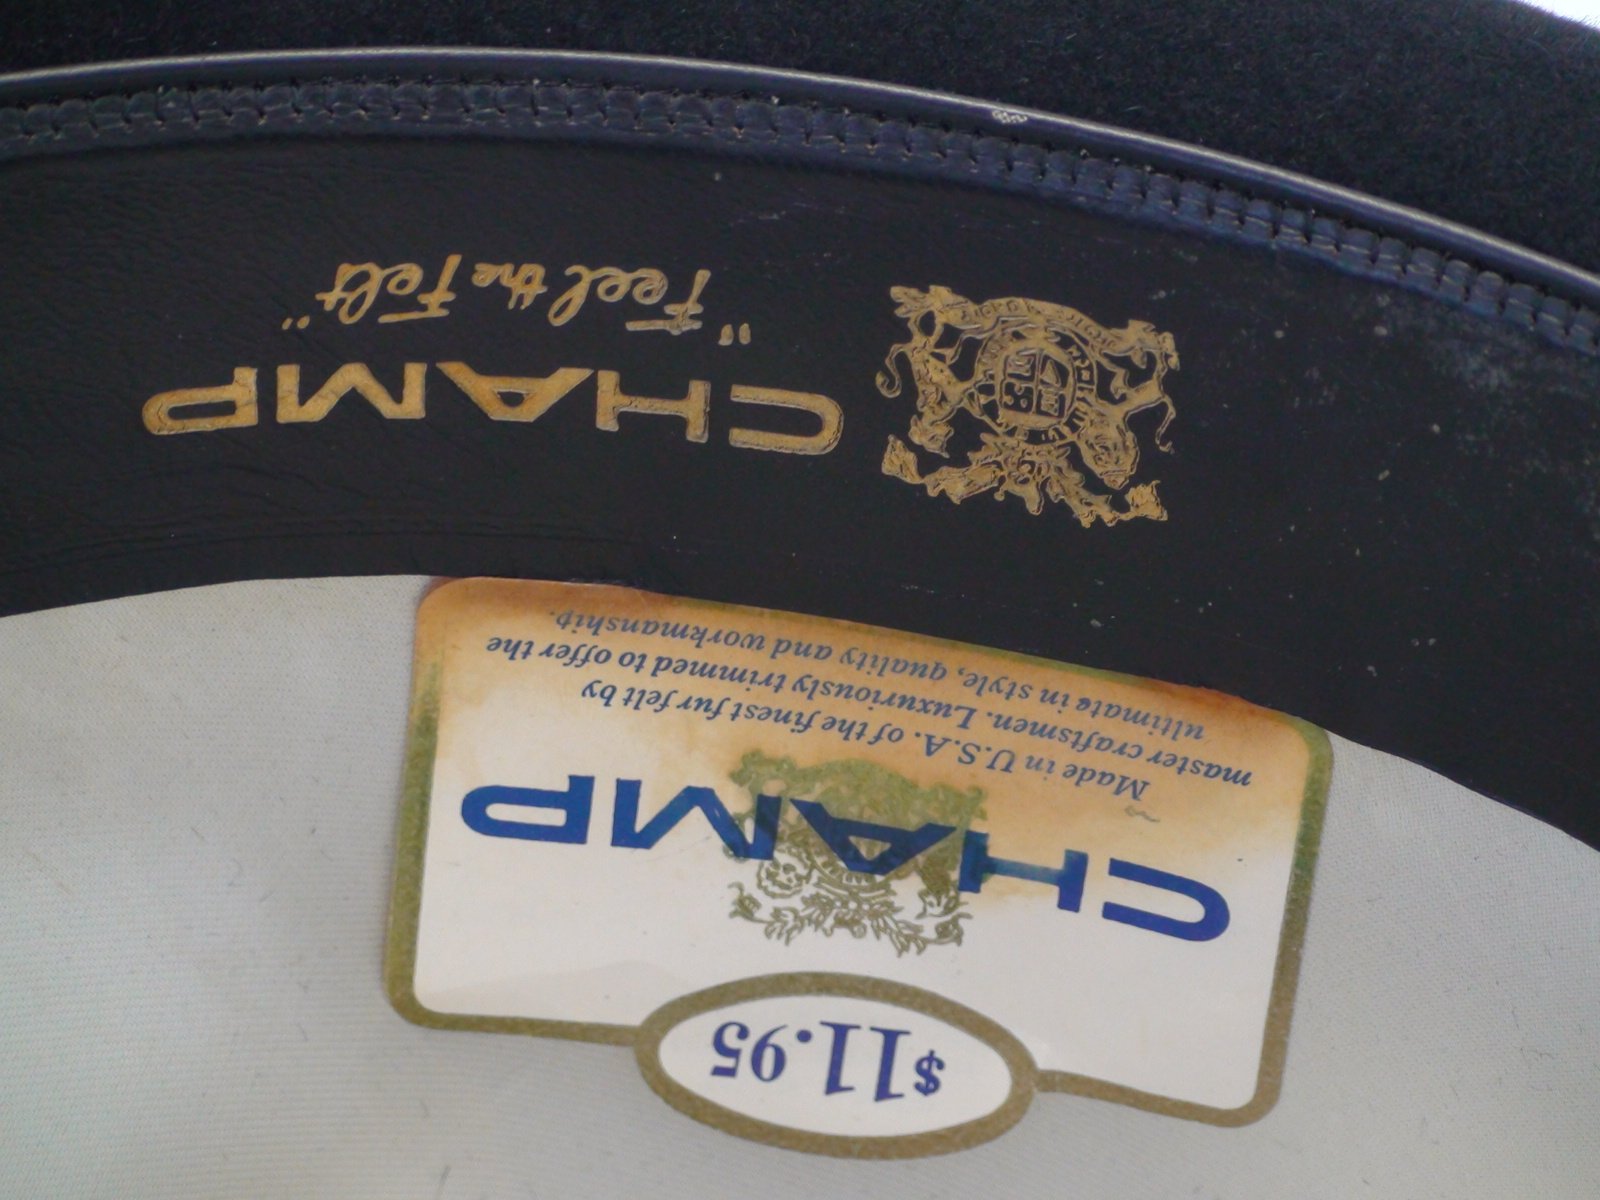 $11.95
CHAMP
Made in U.S.A. of the finest fur felt by
master craftsmen. Luxuriously trimmed to offer the
ultimate in style, quality and workmanship.
CHAMP
"Feel the Felt"